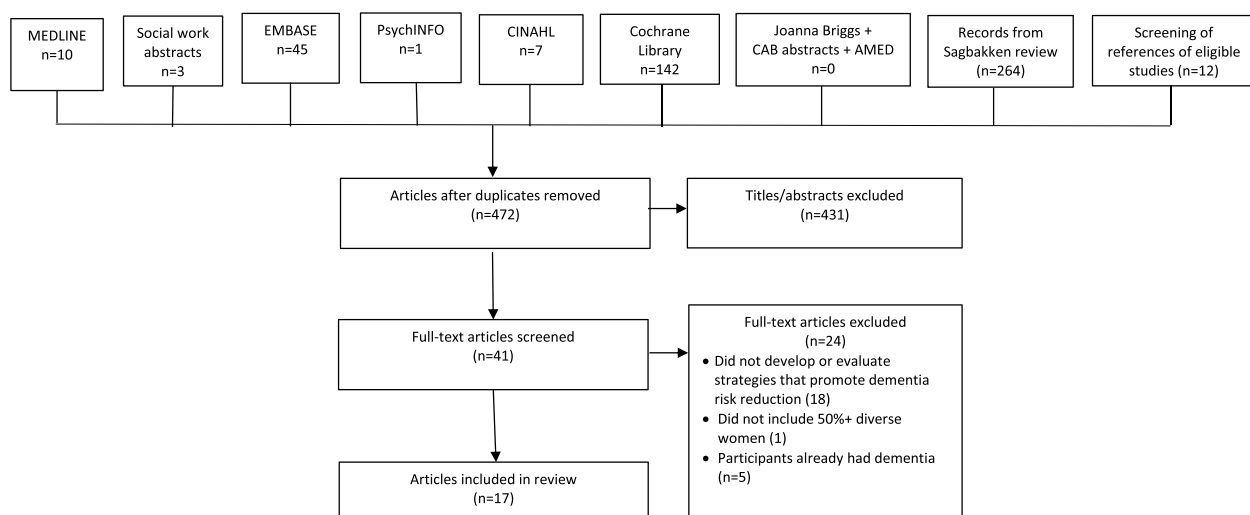 MEDLINE
n=10
Social work
abstracts
n=3
EMBASE
n=45
PsychINFO
n=1
CINAHL
n=7
Cochrane
Library
n=142
Joanna Briggs +
CAB abstracts + AMED
n=0
Records from
Sagbakken review
(n=264)
Screening of
references of eligible
studies (n=12)
Articles after duplicates removed
(n=472)
Titles/abstracts excluded
(n=431)
Full-text articles screened
(n=41)
Full-text articles excluded
(n=24)
• Did not develop or evaluate
strategies that promote dementia
risk reduction (18)
• Did not include 50%+ diverse
women (1)
• Participants already had dementia
(n=5)
Articles included in review
(n=17)